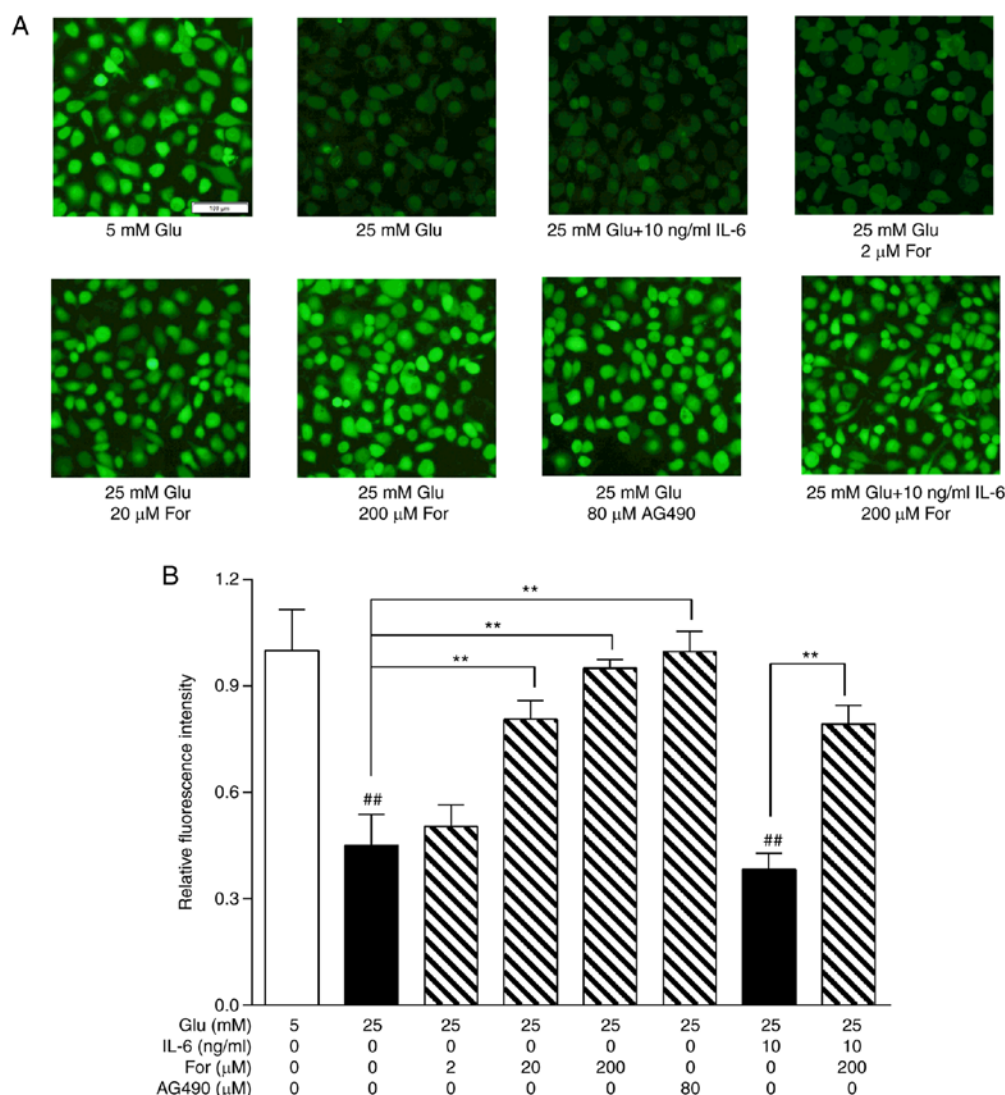 A
100 µm
5 mM Glu
25 mM Glu
25 mM Glu+10 ng/ml IL-6
25 mM Glu
2 µM For
25 mM Glu
20 µM For
25 mM Glu
200 µM For
25 mM Glu
80 µM AG490
25 mM Glu+10 ng/ml IL-6
200 µM For
B
Relative fluorescence intensity
1.2
0.9
0.6
0.3
0.0
**
**
**
**
##
##
Glu (mM) 5 25 25 25 25 25 25 25
IL-6 (ng/ml) 0 0 0 0 0 0 10 10
For (µM) 0 0 2 20 200 0 0 200
AG490 (µM) 0 0 0 0 0 80 0 0